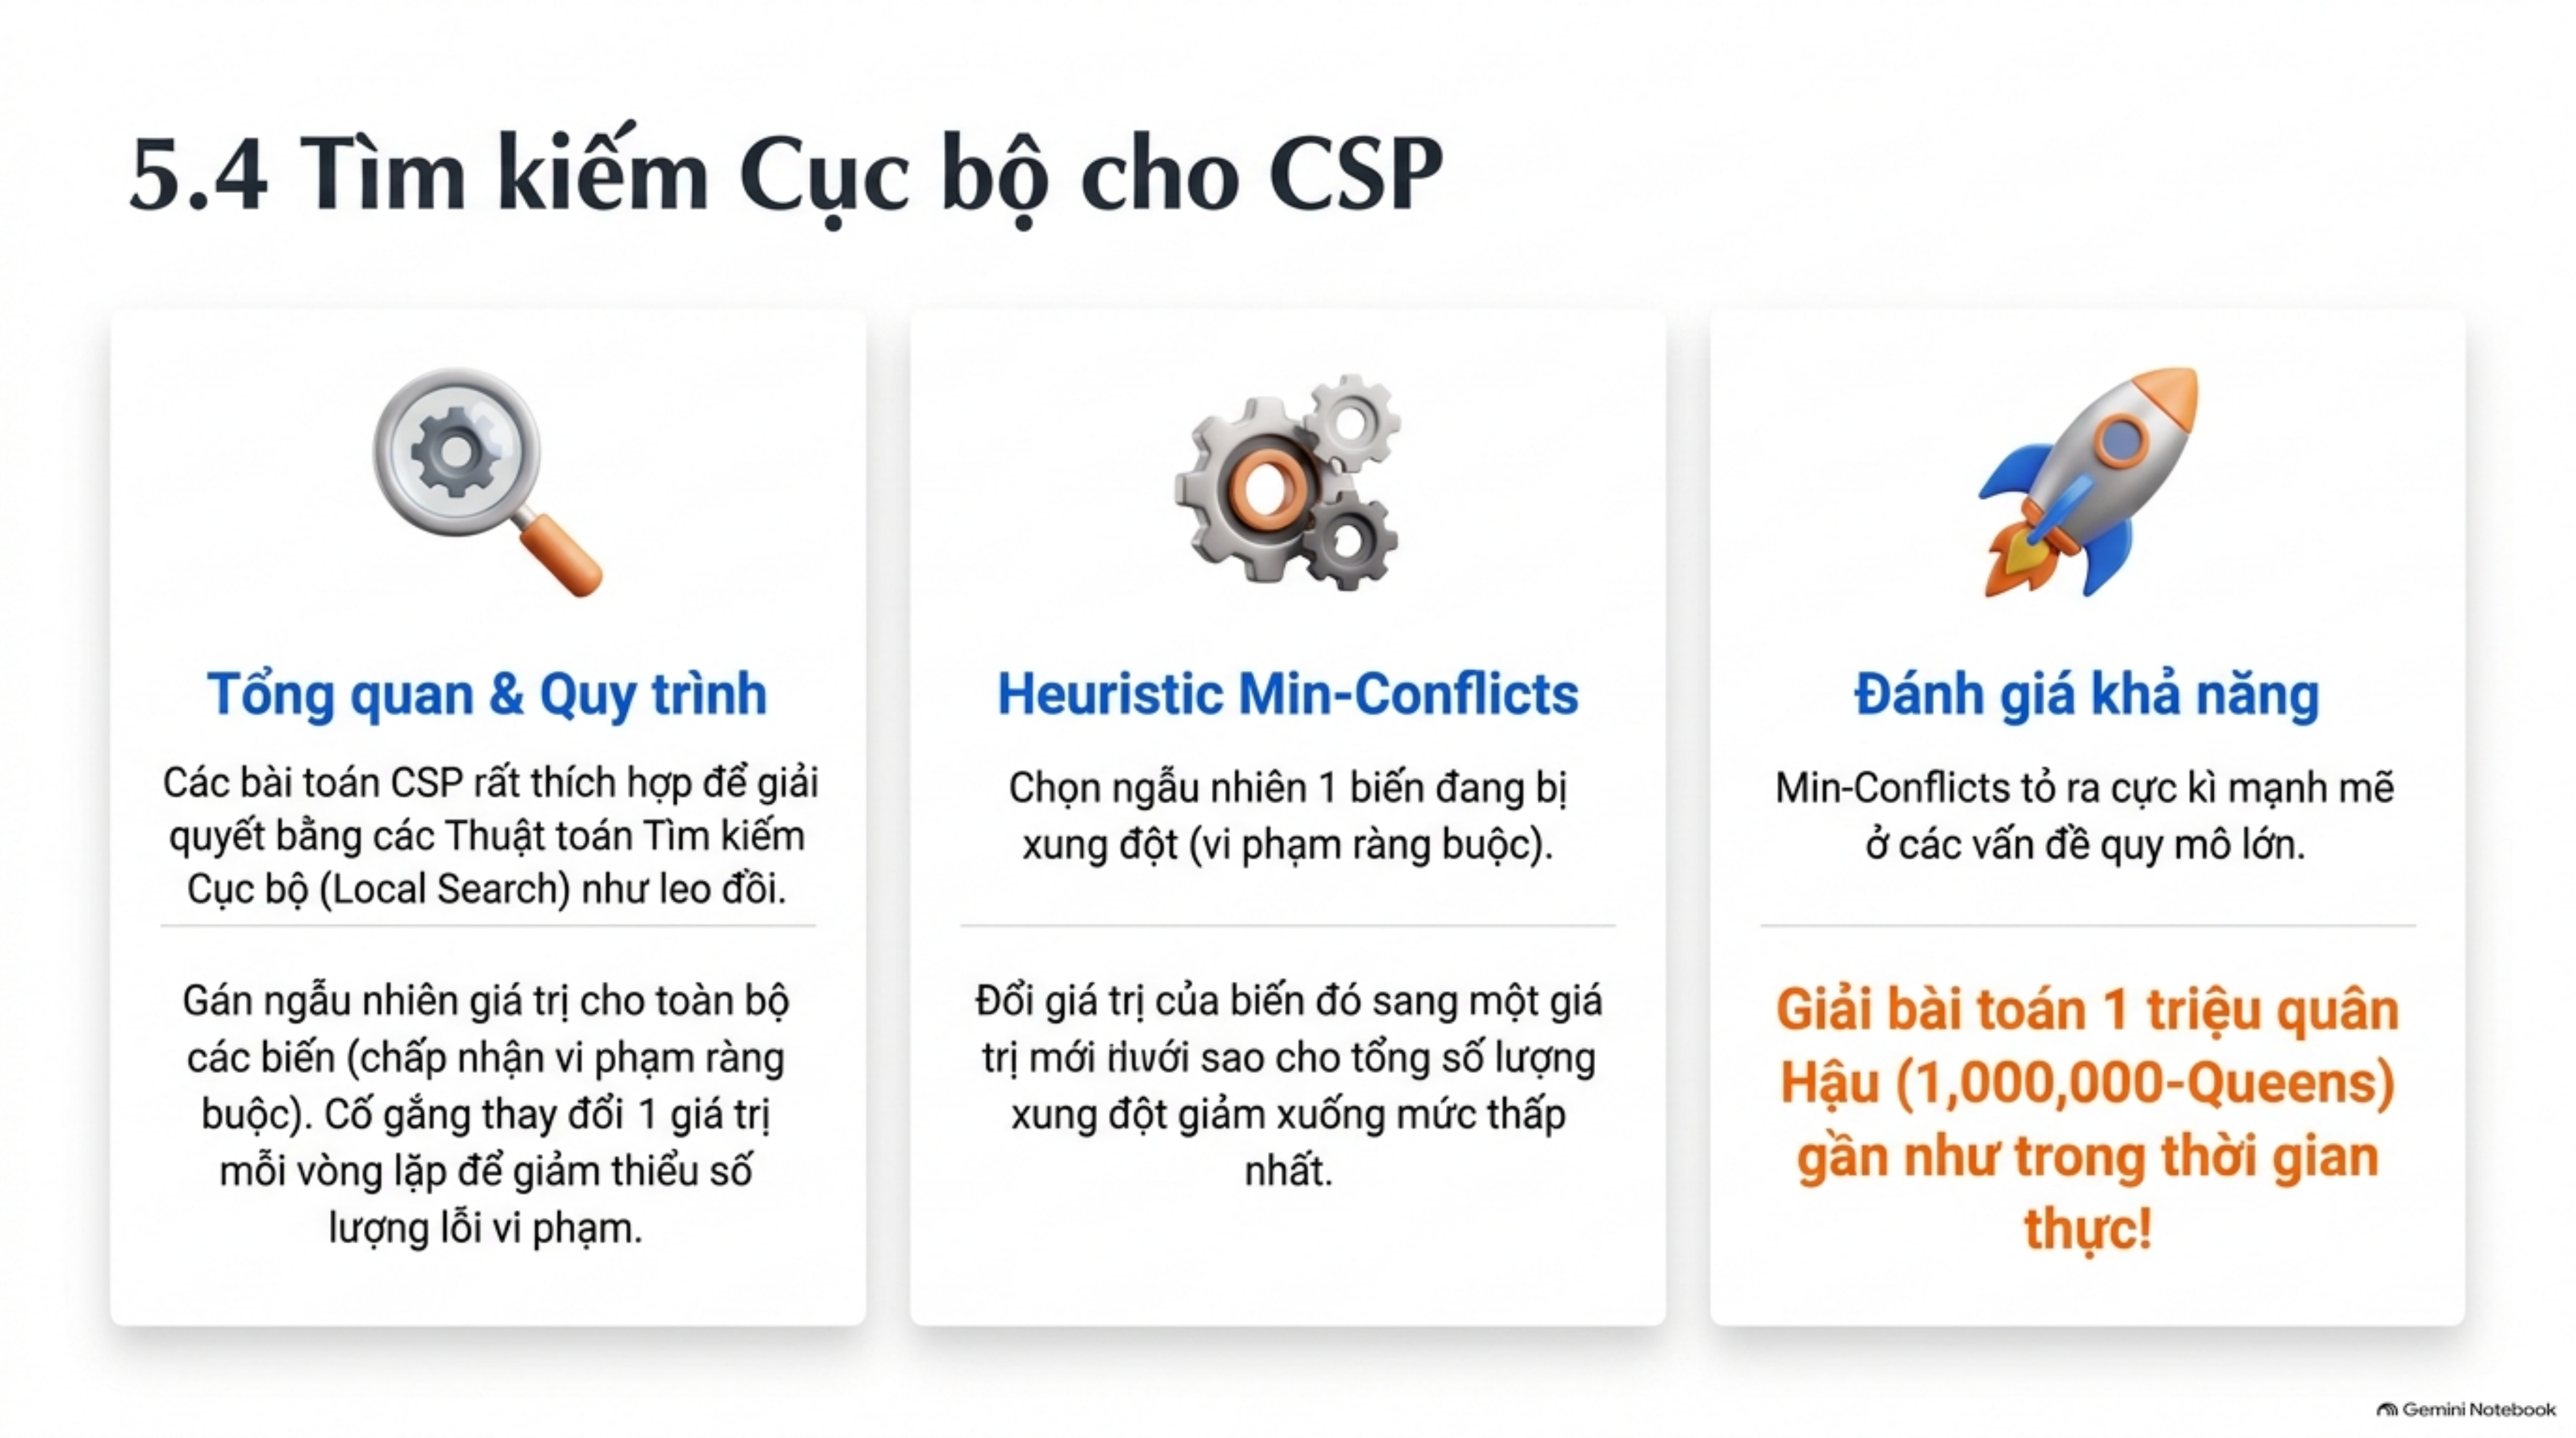 5.4 Tìm kiếm Cục bộ cho CSP
Tổng quan & Quy trình
Các bài toán CSP rất thích hợp để giải
quyết bằng các Thuật toán Tìm kiếm
Cục bộ (Local Search) như leo đồi.
Gán ngẫu nhiên giá trị cho toàn bộ
các biến (chấp nhận vi phạm ràng
buộc). Cố gắng thay đổi 1 giá trị
mỗi vòng lặp để giảm thiểu số
lượng lỗi vi phạm.
Heuristic Min-Conflicts
Chọn ngẫu nhiên 1 biến đang bị
xung đột (vi phạm ràng buộc).
Đổi giá trị của biến đó sang một giá
trị mới sao cho tổng số lượng
xung đột giảm xuống mức thấp
nhất.
Đánh giá khả năng
Min-Conflicts tỏ ra cực kì mạnh mẽ
ở các vấn đề quy mô lớn.
Giải bài toán 1 triệu quân
Hậu (1,000,000-Queens)
gần như trong thời gian
thực!
Gemini Notebook